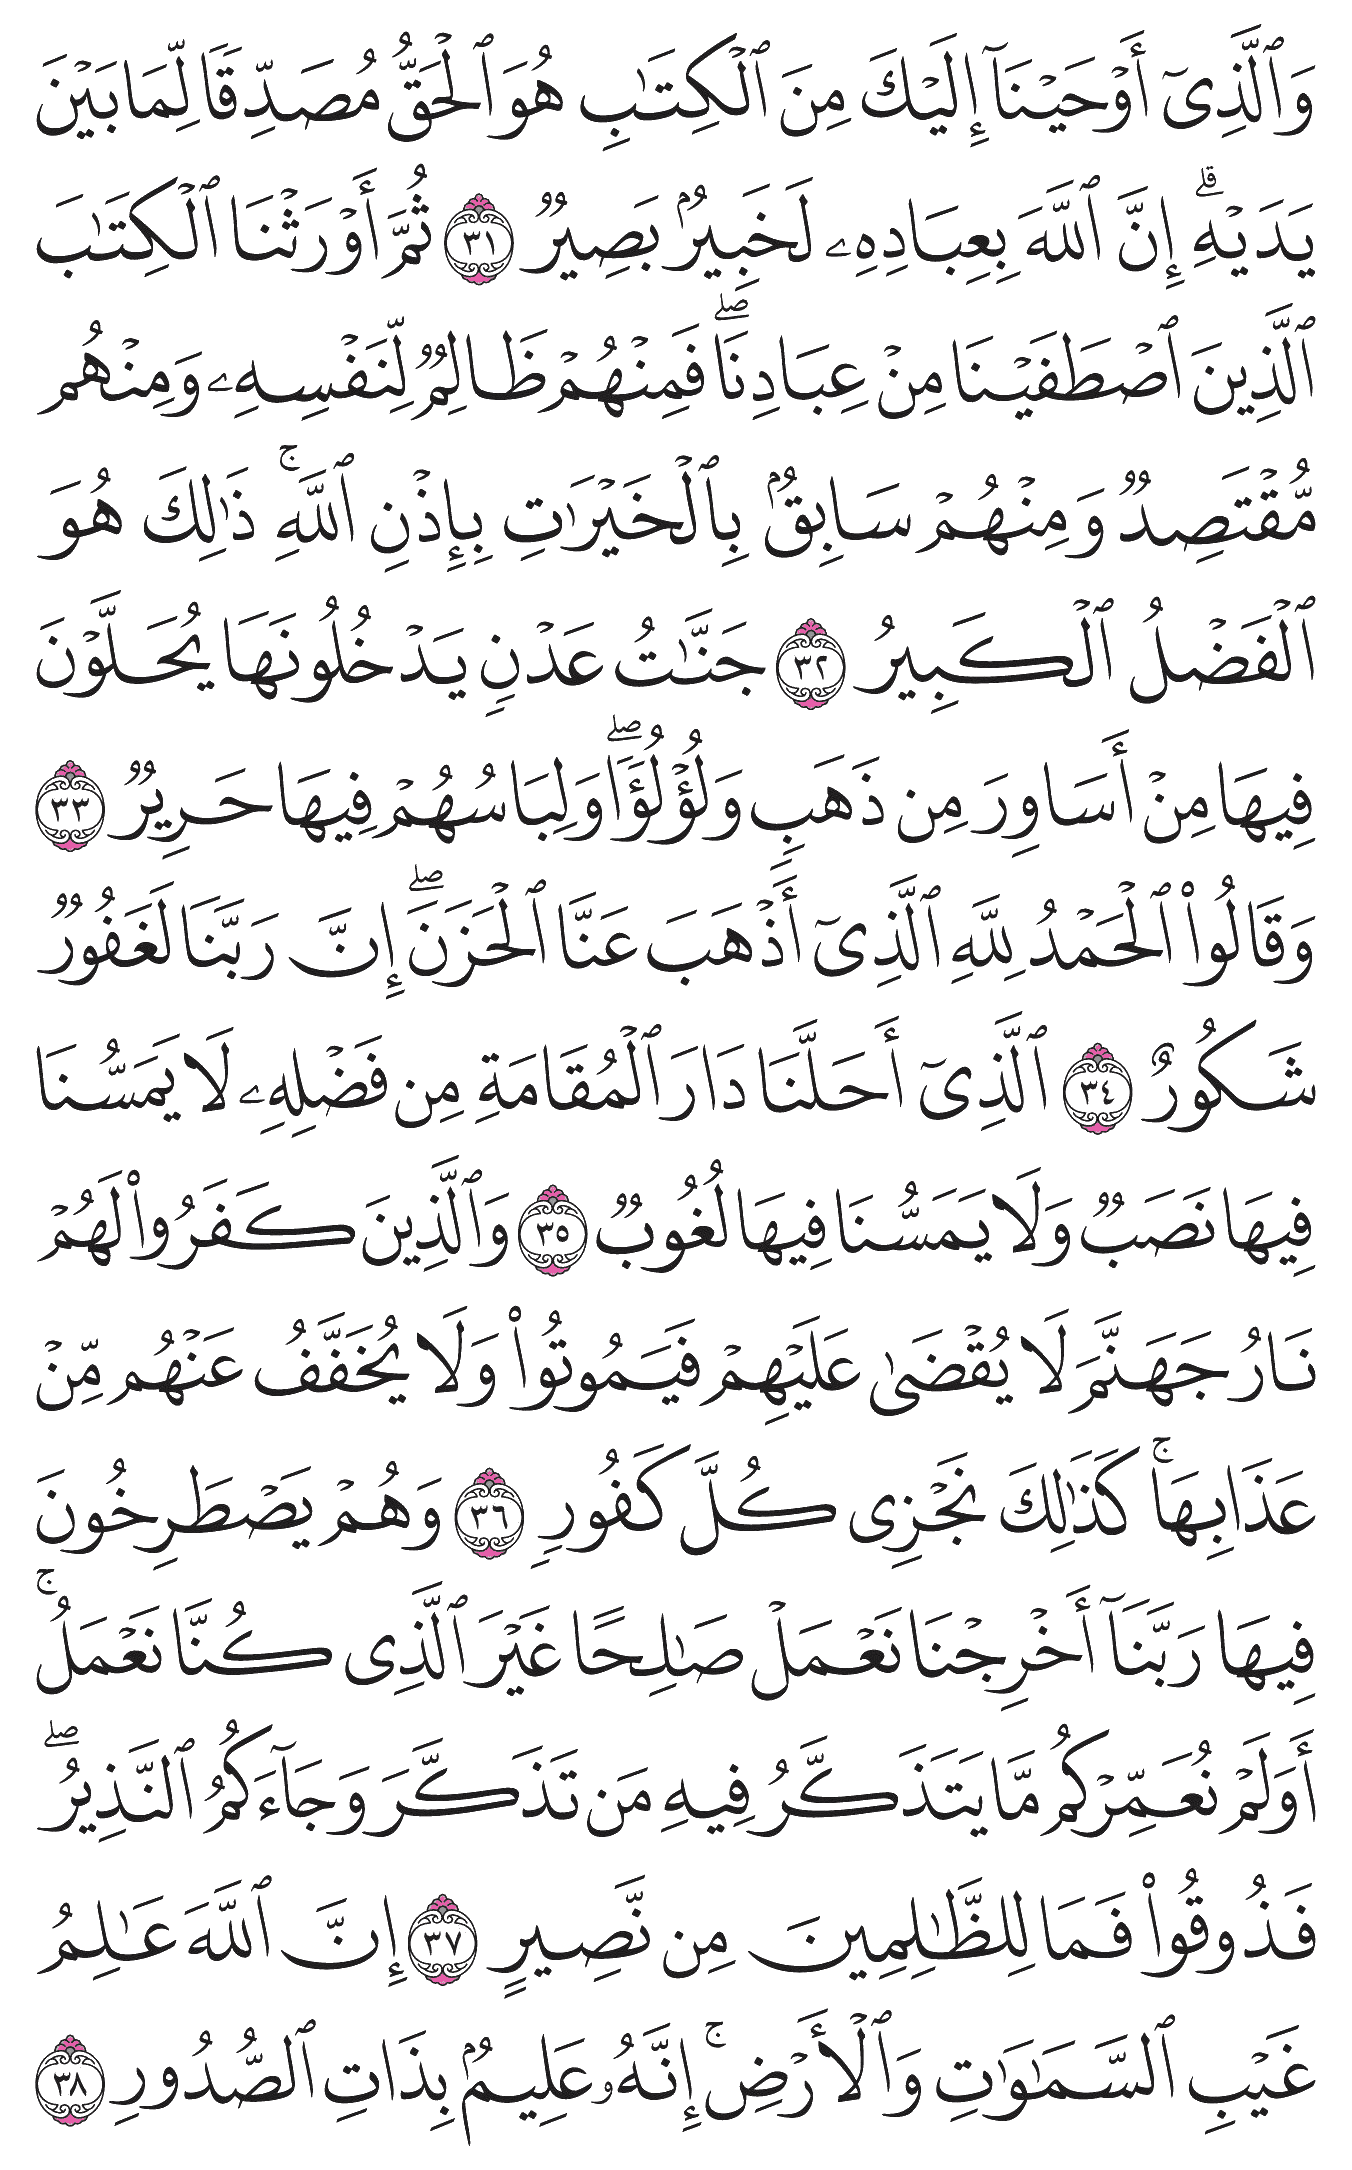 وَٱلَّذِىٓ أَوْحَيْنَآ إِلَيْكَ مِنَ ٱلْكِتَـٰبِ هُوَ ٱلْحَقُّ مُصَدِّقًا لِّمَا بَيْنَ
يَدَيْهِ ۗ إِنَّ ٱللَّهَ بِعِبَادِهِۦ لَخَبِيرٌۢ بَصِيرٌ ٣١ ثُمَّ أَوْرَثْنَا ٱلْكِتَـٰبَ
ٱلَّذِينَ ٱصْطَفَيْنَا مِنْ عِبَادِنَا ۖ فَمِنْهُمْ ظَالِمٌ لِّنَفْسِهِۦ وَمِنْهُم
مُّقْتَصِدٌ وَمِنْهُمْ سَابِقٌۢ بِٱلْخَيْرَٰتِ بِإِذْنِ ٱللَّهِ ۚ ذَٰلِكَ هُوَ
ٱلْفَضْلُ ٱلْكَبِيرُ ٣٢ جَنَّـٰتُ عَدْنٍ يَدْخُلُونَهَا يُحَلَّوْنَ
فِيهَا مِنْ أَسَاوِرَ مِن ذَهَبٍ وَلُؤْلُؤًا ۖ وَلِبَاسُهُمْ فِيهَا حَرِيرٌ ٣٣
وَقَالُوا۟ ٱلْحَمْدُ لِلَّهِ ٱلَّذِىٓ أَذْهَبَ عَنَّا ٱلْحَزَنَ ۖ إِنَّ رَبَّنَا لَغَفُورٌ
شَكُورٌ ٣٤ ٱلَّذِىٓ أَحَلَّنَا دَارَ ٱلْمُقَامَةِ مِن فَضْلِهِۦ لَا يَمَسُّنَا
فِيهَا نَصَبٌ وَلَا يَمَسُّنَا فِيهَا لُغُوبٌ ٣٥ وَٱلَّذِينَ كَفَرُوا۟ لَهُمْ
نَارُ جَهَنَّمَ لَا يُقْضَىٰ عَلَيْهِمْ فَيَمُوتُوا۟ وَلَا يُخَفَّفُ عَنْهُم مِّنْ
عَذَابِهَا ۚ كَذَٰلِكَ نَجْزِى كُلَّ كَفُورٍ ٣٦ وَهُمْ يَصْطَرِخُونَ
فِيهَا رَبَّنَآ أَخْرِجْنَا نَعْمَلْ صَـٰلِحًا غَيْرَ ٱلَّذِى كُنَّا نَعْمَلُ ۚ
أَوَلَمْ نُعَمِّرْكُم مَّا يَتَذَكَّرُ فِيهِ مَن تَذَكَّرَ وَجَآءَكُمُ ٱلنَّذِيرُ ۖ
فَذُوقُوا۟ فَمَا لِلظَّـٰلِمِينَ مِن نَّصِيرٍ ٣٧ إِنَّ ٱللَّهَ عَـٰلِمُ
غَيْبِ ٱلسَّمَـٰوَٰتِ وَٱلْأَرْضِ ۚ إِنَّهُۥ عَلِيمٌۢ بِذَاتِ ٱلصُّدُورِ ٣٨